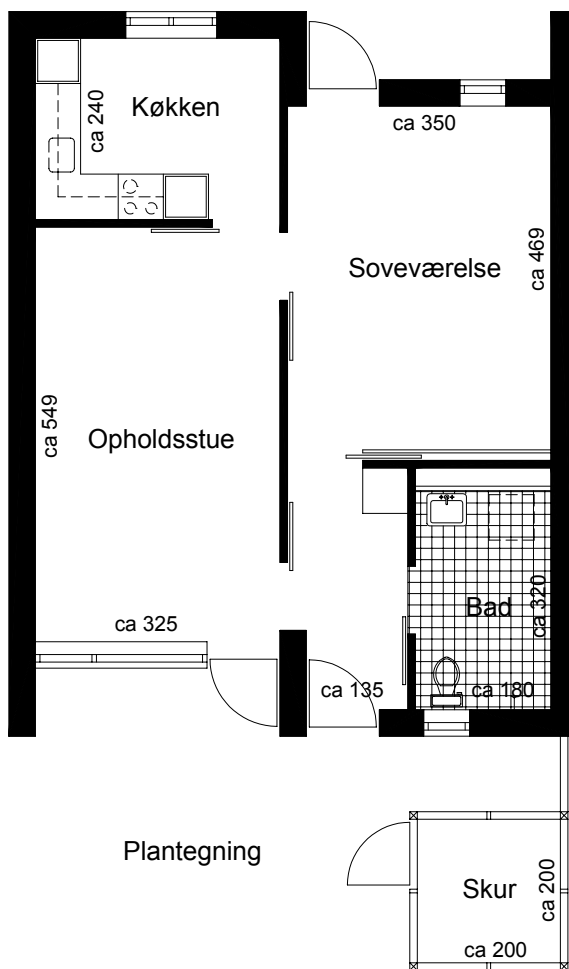 Køkken
ca 240
ca 350
Soveværelse
ca 469
ca 549
Opholdsstue
ca 325
Bad
ca 320
ca 135
ca 180
Plantegning
Skur
ca 200
ca 200